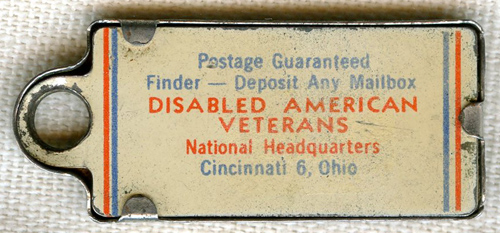 Postage Guaranteed
Finder — Deposit Any Mailbox
DISABLED AMERICAN
VETERANS
National Headquarters
Cincinnati 6, Ohio